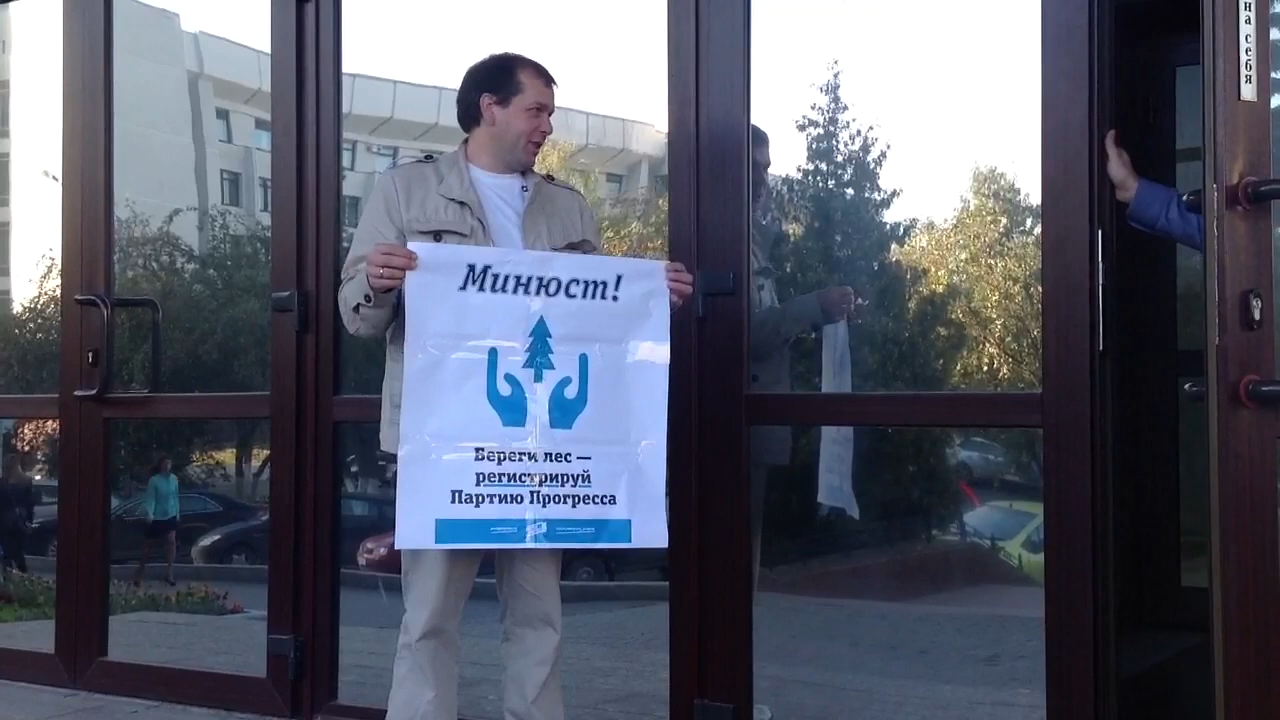 Минюст!
Береги лес —
регистрируй
Партию Прогресса
на себя